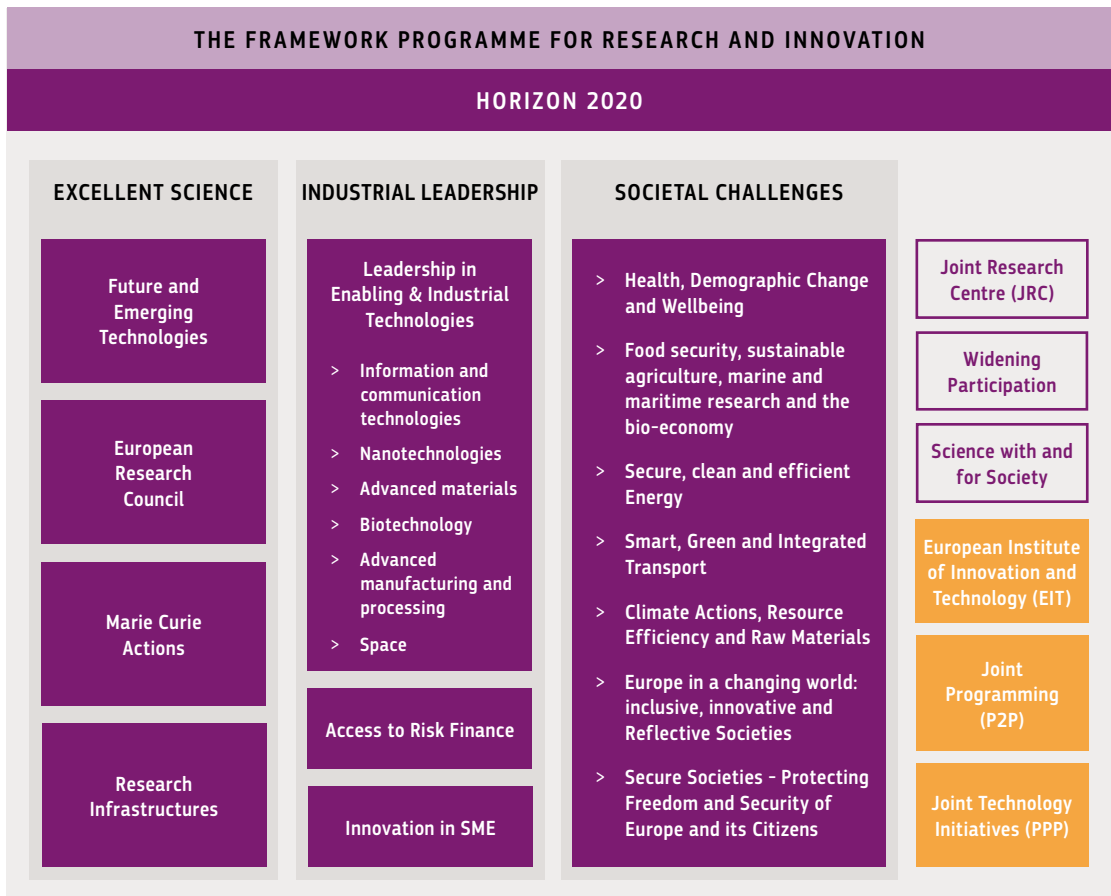 THE FRAMEWORK PROGRAMME FOR RESEARCH AND INNOVATION
HORIZON 2020
EXCELLENT SCIENCE
Future and
Emerging
Technologies
European
Research
Council
Marie Curie
Actions
Research
Infrastructures
INDUSTRIAL LEADERSHIP
Leadership in
Enabling & Industrial
Technologies
> Information and
communication
technologies
> Nanotechnologies
> Advanced materials
> Biotechnology
> Advanced
manufacturing and
processing
> Space
Access to Risk Finance
Innovation in SME
SOCIETAL CHALLENGES
> Health, Demographic Change
and Wellbeing
> Food security, sustainable
agriculture, marine and
maritime research and the
bio-economy
> Secure, clean and efficient
Energy
> Smart, Green and Integrated
Transport
> Climate Actions, Resource
Efficiency and Raw Materials
> Europe in a changing world:
inclusive, innovative and
Reflective Societies
> Secure Societies - Protecting
Freedom and Security of
Europe and its Citizens
Joint Research
Centre (JRC)
Widening
Participation
Science with and
for Society
European Institute
of Innovation and
Technology (EIT)
Joint
Programming
(P2P)
Joint Technology
Initiatives (PPP)